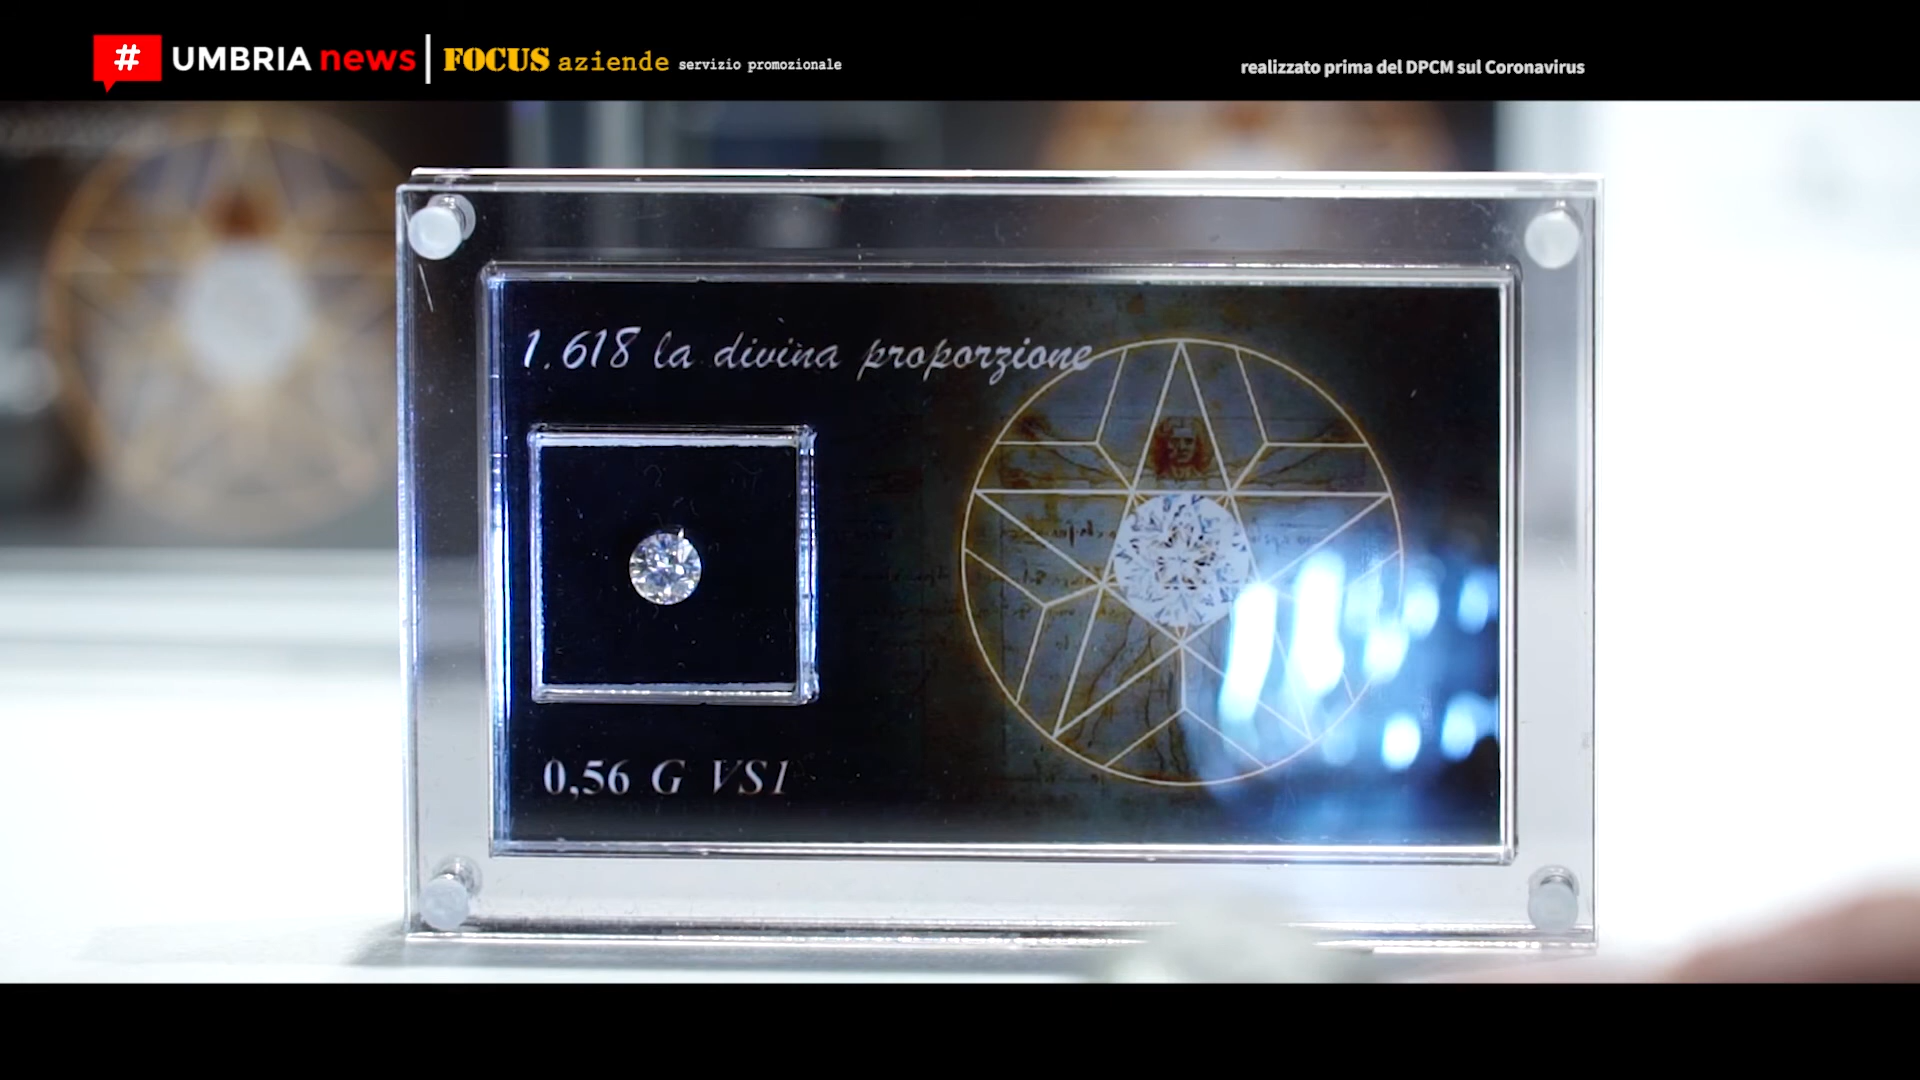 # UMBRIA news | FOCUS aziende servizio promozionale
realizzato prima del DPCM sul Coronavirus
1.618 la divina proporzione
0,56 G VS1